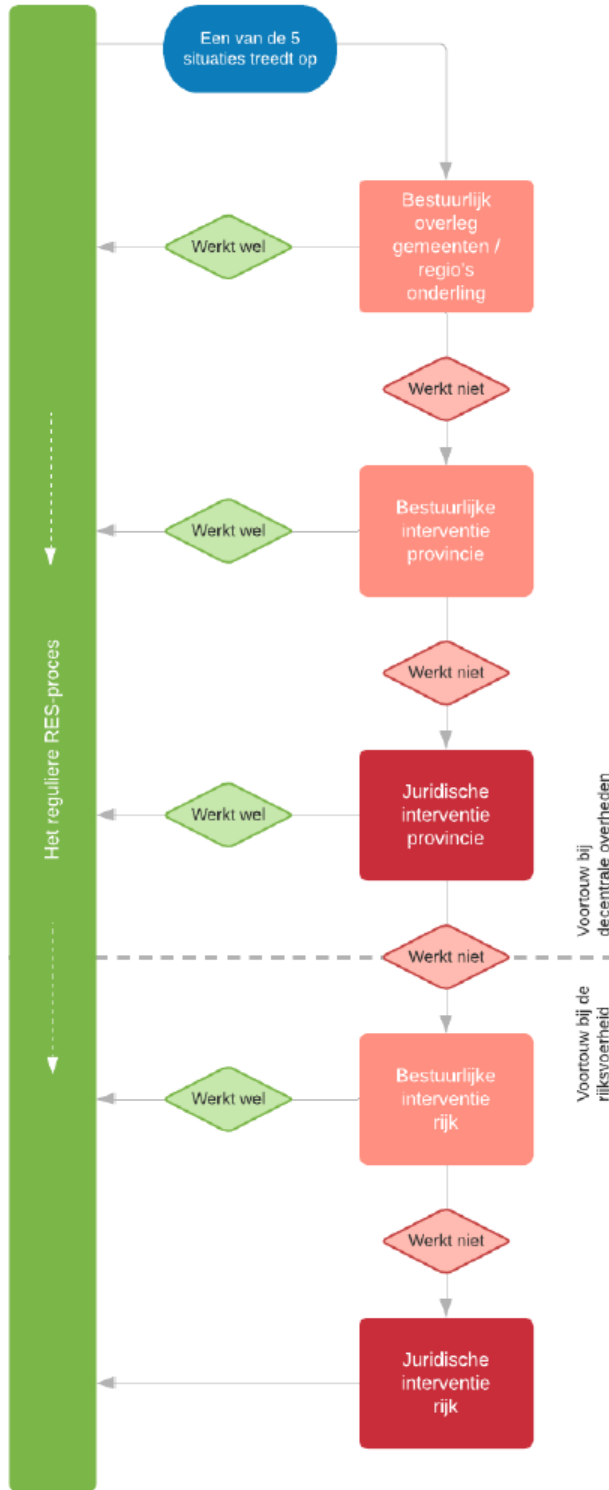 Een van de 5
situaties treedt op
Bestuurlijk
overleg
gemeenten /
regio's
onderling
Werkt wel
Werkt niet
Bestuurlijke
interventie
provincie
Werkt wel
Werkt niet
Het reguliere RES-proces
Juridische
interventie
provincie
Werkt wel
Voortouw bij
decentrale overheden
Werkt niet
Voortouw bij de
rijksvoerheid
Bestuurlijke
interventie
rijk
Werkt wel
Werkt niet
Juridische
interventie
rijk